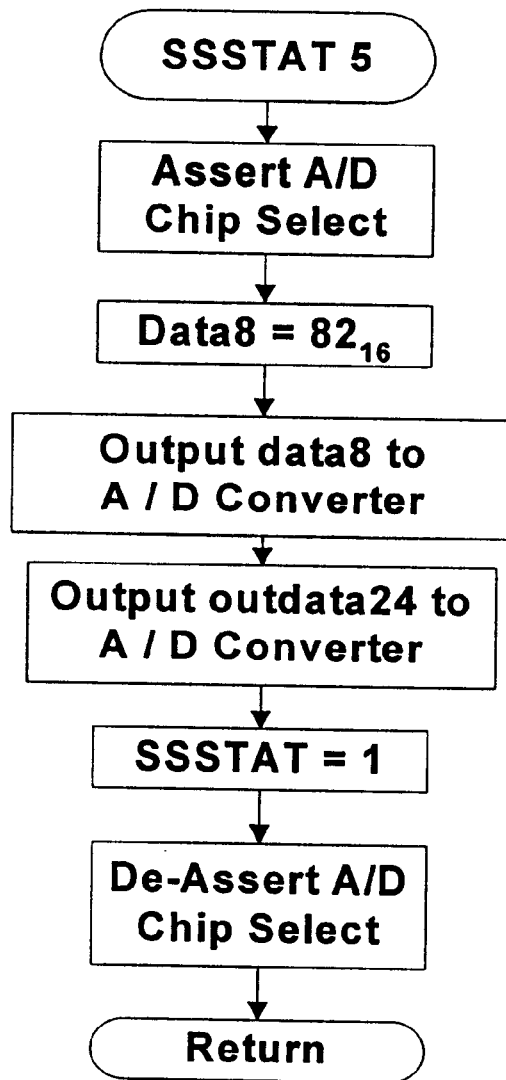 SSSTAT 5
Assert A/D
Chip Select
Data8 = 82₁₆
Output data8 to
A / D Converter
Output outdata24 to
A / D Converter
SSSTAT = 1
De-Assert A/D
Chip Select
Return